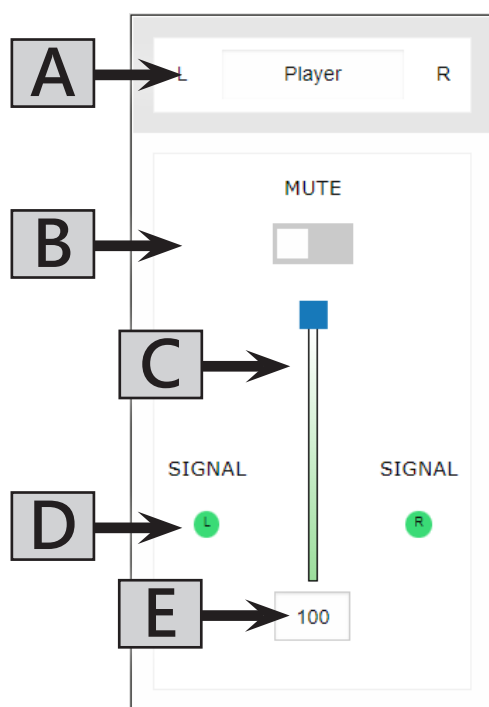 A
L Player R
MUTE
B
C
SIGNAL SIGNAL
D
L R
E
100